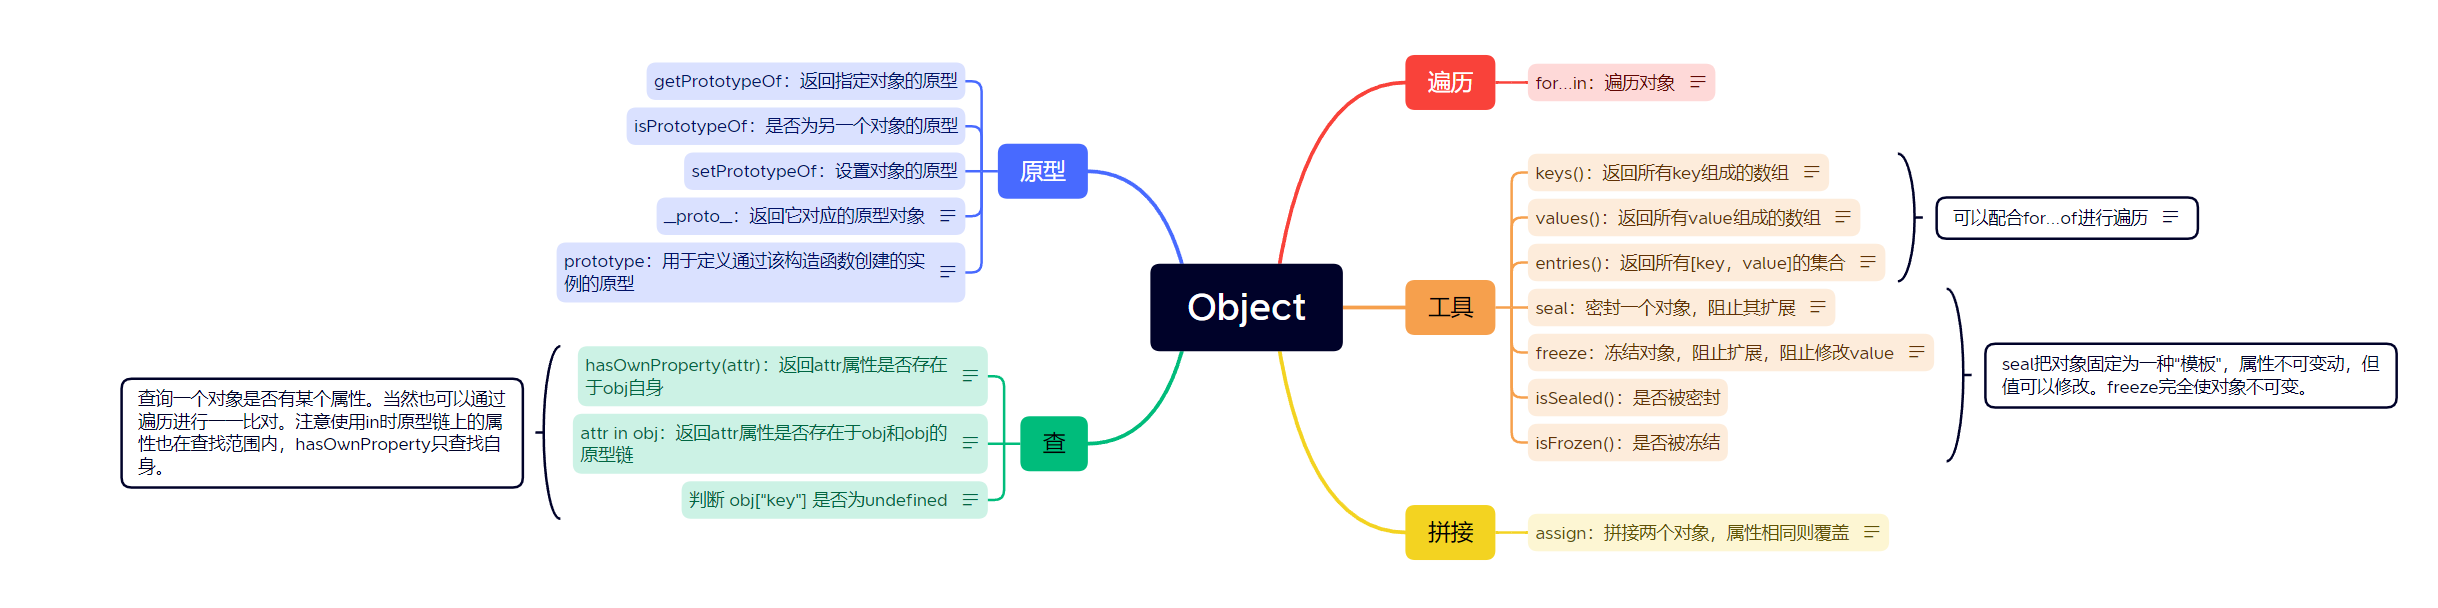 Object
原型
getPrototypeOf：返回指定对象的原型
isPrototypeOf：是否为另一个对象的原型
setPrototypeOf：设置对象的原型
_proto_：返回它对应的原型对象
prototype：用于定义通过该构造函数创建的实
例的原型
查
hasOwnProperty(attr)：返回attr属性是否存在
于obj自身
attr in obj：返回attr属性是否存在于obj和obj的
原型链
判断 obj["key"] 是否为undefined
查询一个对象是否有某个属性。当然也可以通过
遍历进行一一比对。注意使用in时原型链上的属
性也在查找范围内，hasOwnProperty只查找自
身。
遍历
for...in：遍历对象
工具
keys()：返回所有key组成的数组
values()：返回所有value组成的数组
entries()：返回所有[key，value]的集合
可以配合for...of进行遍历
seal：密封一个对象，阻止其扩展
freeze：冻结对象，阻止扩展，阻止修改value
isSealed()：是否被密封
isFrozen()：是否被冻结
seal把对象固定为一种"模板"，属性不可变动，但
值可以修改。freeze完全使对象不可变。
拼接
assign：拼接两个对象，属性相同则覆盖